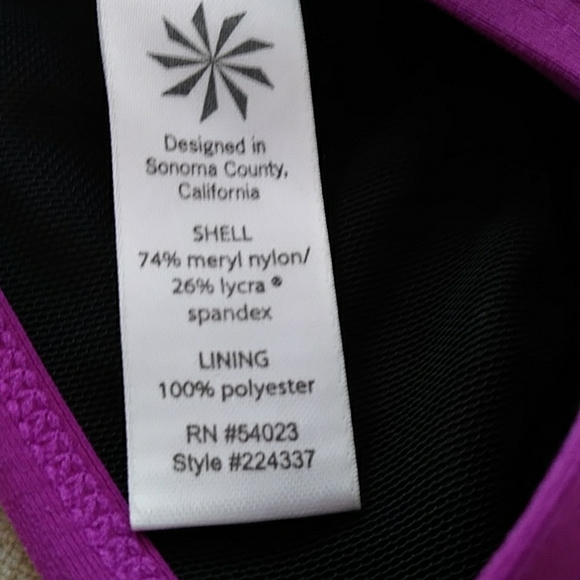 Designed in
Sonoma County,
California
SHELL
74% meryl nylon/
26% lycra ®
spandex
LINING
100% polyester
RN #54023
Style #224337